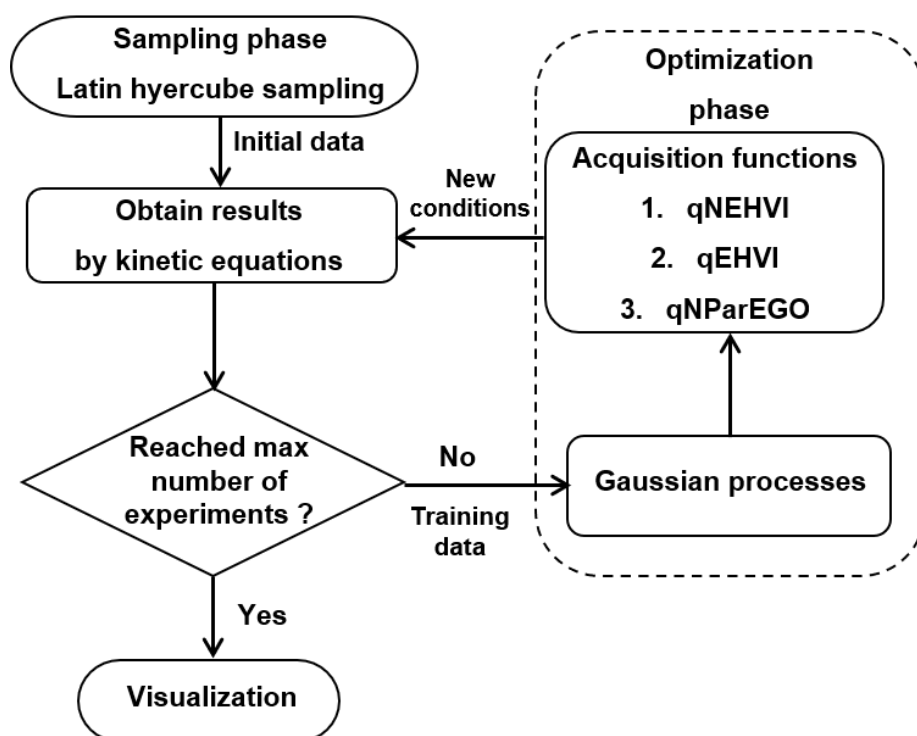 Sampling phase
Latin hyercube sampling
Initial data
Obtain results
by kinetic equations
Reached max
number of
experiments ?
Yes
Visualization
No
Training
data
Optimization
phase
Acquisition functions
1. qNEHVI
2. qEHVI
3. qNParEGO
Gaussian processes
New
conditions